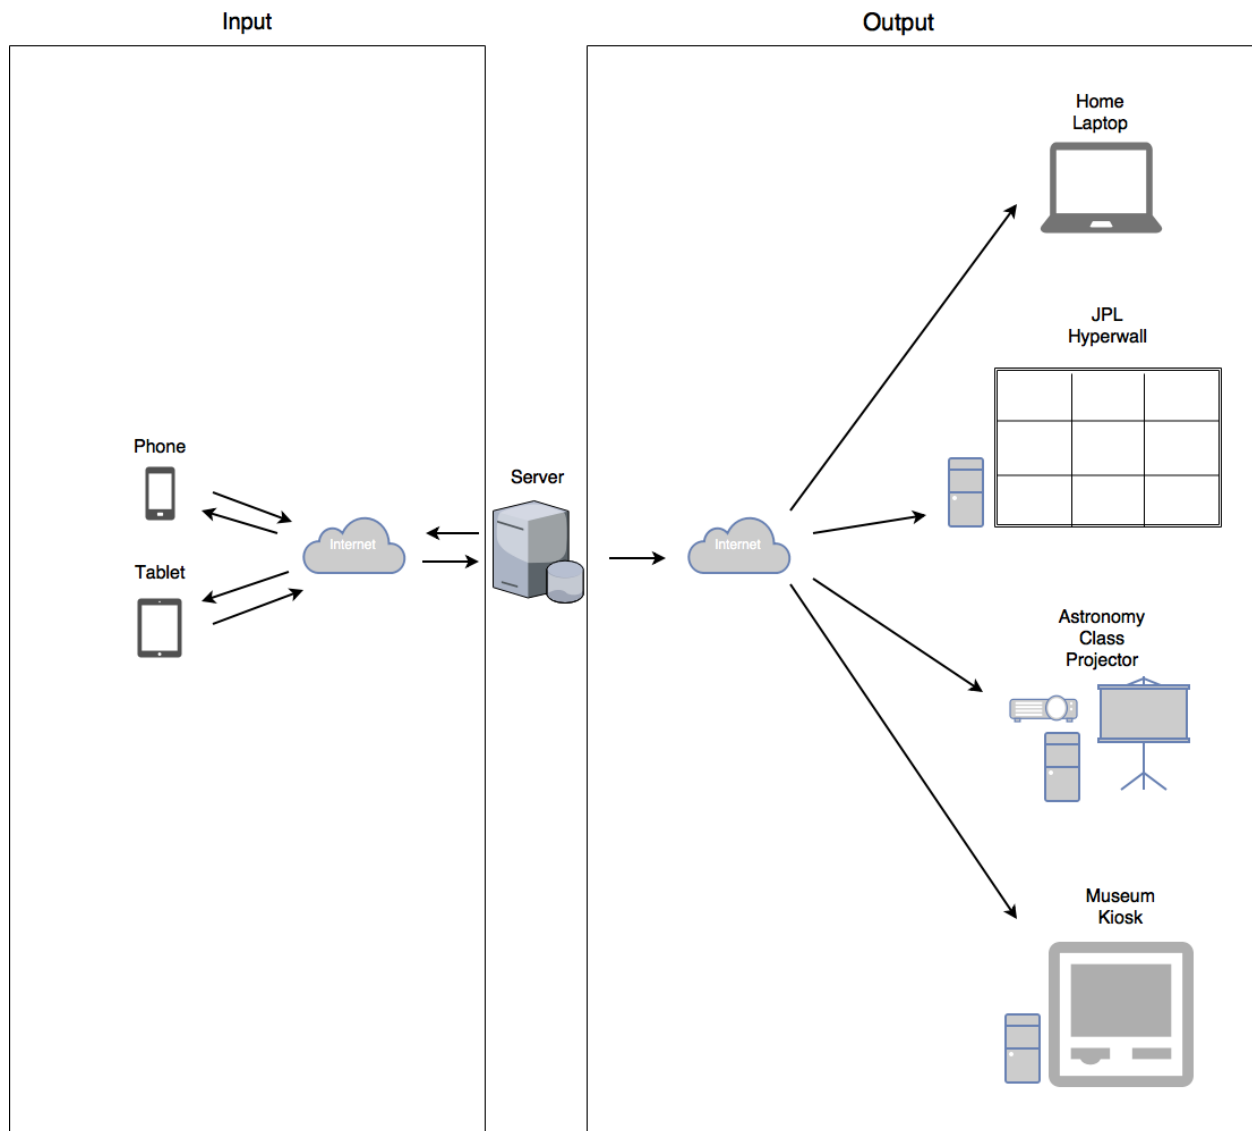 Input
Output
Home
Laptop
JPL
Hyperwall
Phone
Server
Internet
Internet
Tablet
Astronomy
Class
Projector
Museum
Kiosk